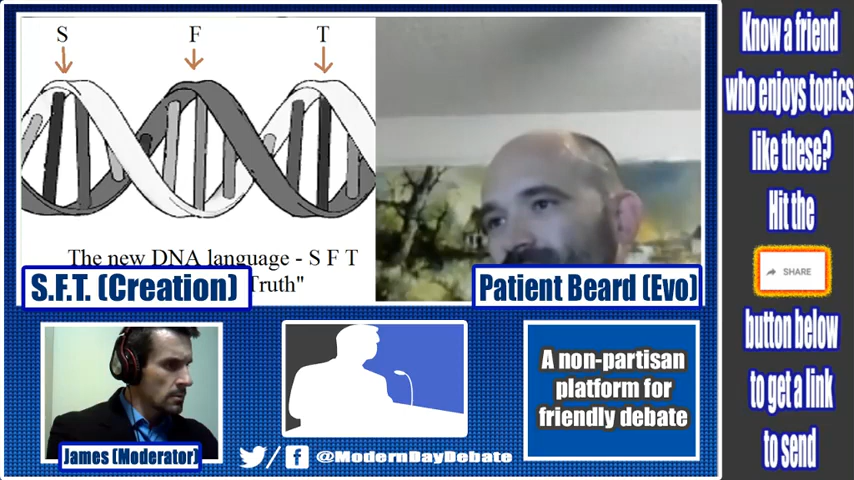 S F T
The new DNA language - S F T
Truth"
S.F.T. (Creation)
Patient Beard (Evo)
James (Moderator)
@ModernDayDebate
A non-partisan
platform for
friendly debate
Know a friend
who enjoys topics
like these?
Hit the
SHARE
button below
to get a link
to send